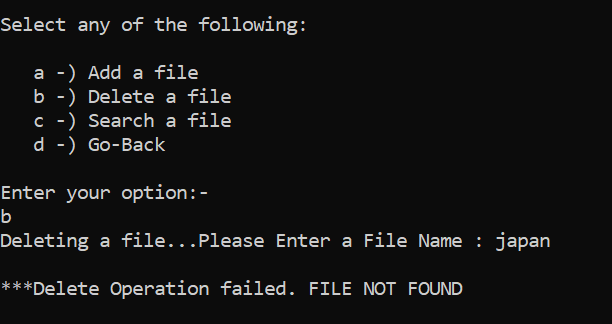 Select any of the following:
a -) Add a file
b -) Delete a file
c -) Search a file
d -) Go-Back
Enter your option:-
b
Deleting a file...Please Enter a File Name : japan
***Delete Operation failed. FILE NOT FOUND